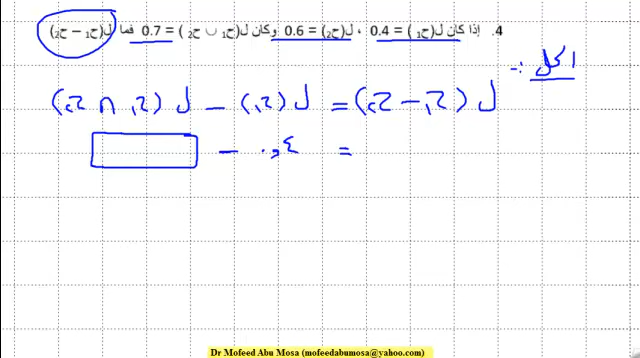 4. إذا كان ل(ح1) = 0.4 ، ل(ح2) = 0.6 وكان ل(ح1 ∪ ح2) = 0.7 فما ل(ح1 – ح2)
الحل :-
ل(ح1 – ح2) = ل(ح1) – ل(ح1 ∩ ح2)
= ٠,٤ –
Dr Mofeed Abu Mosa (mofeedabumosa@yahoo.com)